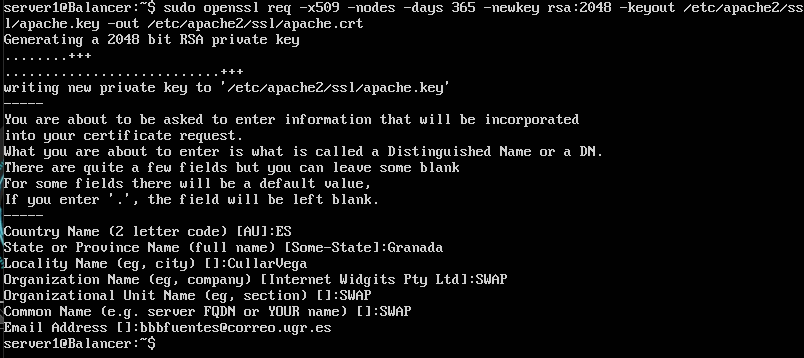 server1@Balancer:~$ sudo openssl req -x509 -nodes -days 365 -newkey rsa:2048 -keyout /etc/apache2/ss
l/apache.key -out /etc/apache2/ssl/apache.crt
Generating a 2048 bit RSA private key
........+++
...........................+++
writing new private key to '/etc/apache2/ssl/apache.key'
-----
You are about to be asked to enter information that will be incorporated
into your certificate request.
What you are about to enter is what is called a Distinguished Name or a DN.
There are quite a few fields but you can leave some blank
For some fields there will be a default value,
If you enter '.', the field will be left blank.
-----
Country Name (2 letter code) [AU]:ES
State or Province Name (full name) [Some-State]:Granada
Locality Name (eg, city) []:CullarVega
Organization Name (eg, company) [Internet Widgits Pty Ltd]:SWAP
Organizational Unit Name (eg, section) []:SWAP
Common Name (e.g. server FQDN or YOUR name) []:SWAP
Email Address []:bbbfuentes@correo.ugr.es
server1@Balancer:~$